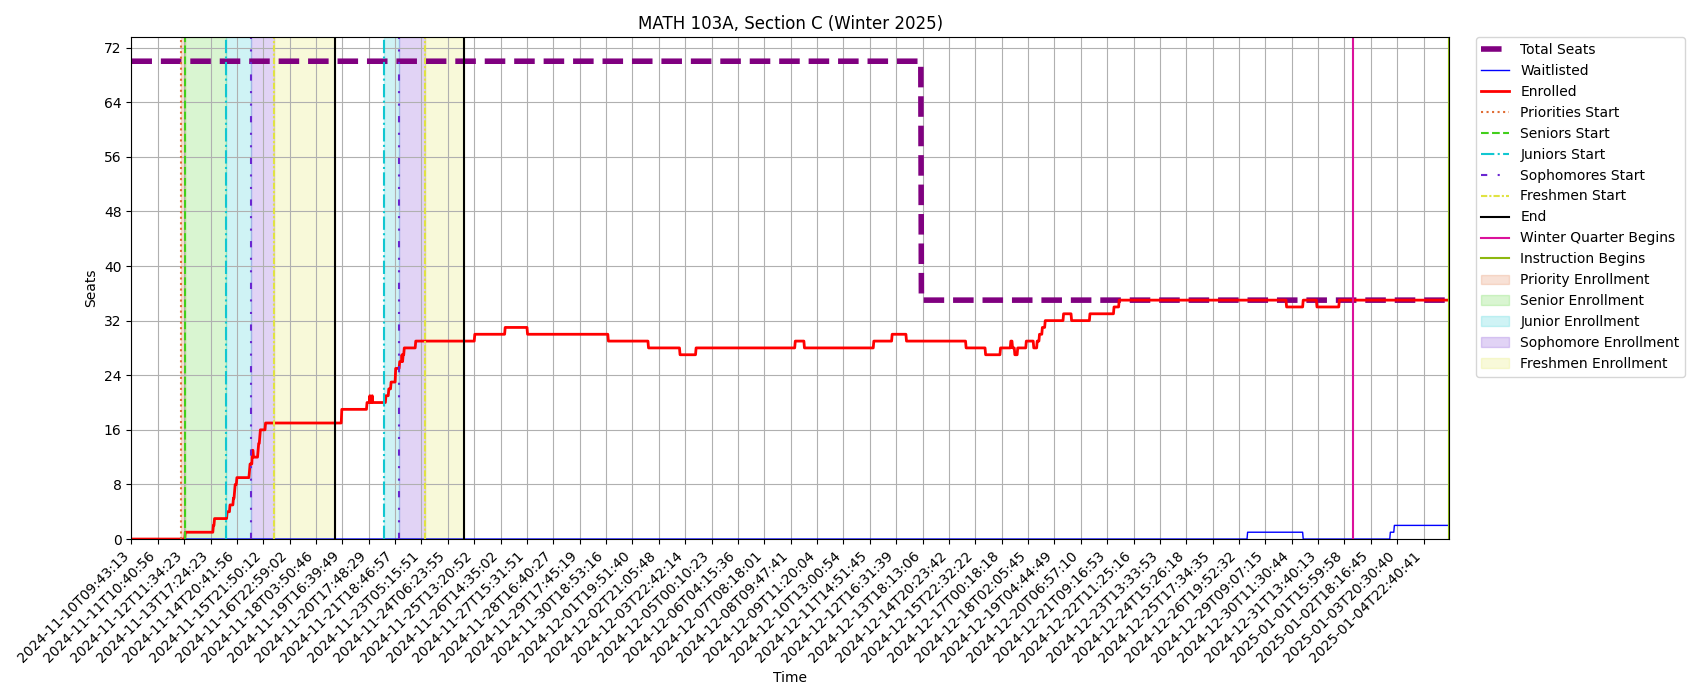 MATH 103A, Section C (Winter 2025)
72
64
56
48
40
32
24
16
8
0
Seats
2024-11-10T09:43:13
2024-11-11T10:40:56
2024-11-12T11:34:23
2024-11-13T17:24:23
2024-11-14T20:41:56
2024-11-15T21:50:12
2024-11-16T22:59:02
2024-11-18T03:50:46
2024-11-19T16:39:49
2024-11-20T17:48:29
2024-11-21T18:46:57
2024-11-23T05:15:51
2024-11-24T06:23:55
2024-11-25T13:20:52
2024-11-26T14:35:02
2024-11-27T15:31:51
2024-11-28T16:40:27
2024-11-29T17:45:19
2024-11-30T18:53:16
2024-12-01T19:51:40
2024-12-02T21:05:48
2024-12-03T22:42:14
2024-12-05T00:10:23
2024-12-06T04:15:36
2024-12-07T08:18:01
2024-12-08T09:47:41
2024-12-09T11:20:04
2024-12-10T13:00:54
2024-12-11T14:51:45
2024-12-12T16:31:39
2024-12-13T18:13:06
2024-12-14T20:23:42
2024-12-15T22:32:22
2024-12-17T00:18:18
2024-12-18T02:05:45
2024-12-19T04:44:49
2024-12-20T06:57:10
2024-12-21T09:16:53
2024-12-22T11:25:16
2024-12-23T13:33:53
2024-12-24T15:26:18
2024-12-25T17:34:35
2024-12-26T19:52:32
2024-12-29T09:07:15
2024-12-30T11:30:44
2024-12-31T13:40:13
2025-01-01T15:59:58
2025-01-02T18:16:45
2025-01-03T20:30:40
2025-01-04T22:40:41
Time
Total Seats
Waitlisted
Enrolled
Priorities Start
Seniors Start
Juniors Start
Sophomores Start
Freshmen Start
End
Winter Quarter Begins
Instruction Begins
Priority Enrollment
Senior Enrollment
Junior Enrollment
Sophomore Enrollment
Freshmen Enrollment